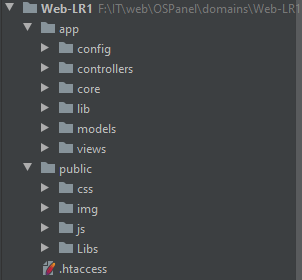 Web-LR1 F:\IT\web\OSPanel\domains\Web-LR1
app
config
controllers
core
lib
models
views
public
css
img
js
Libs
.htaccess